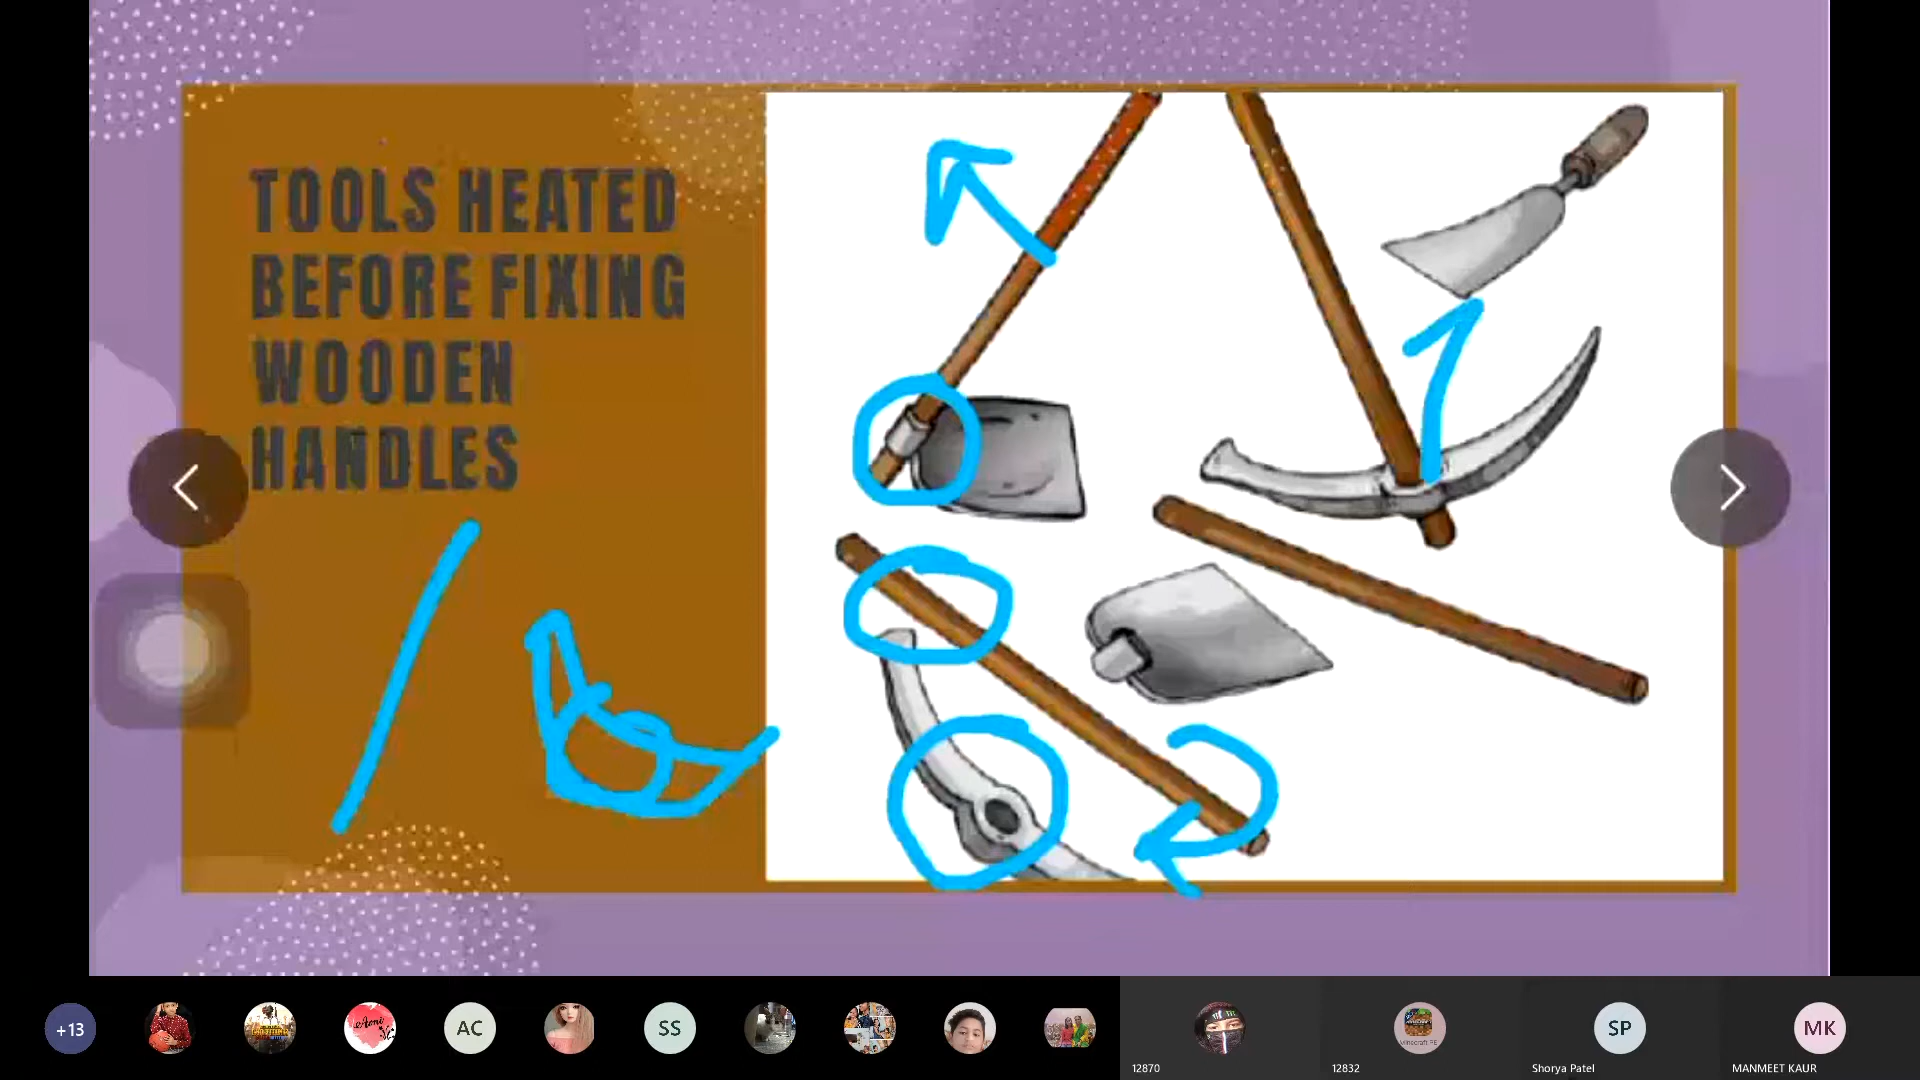 TOOLS HEATED
BEFORE FIXING
WOODEN
HANDLES
+13
AC
SS
SP
MK
12870
12832
Shorya Patel
MANMEET KAUR